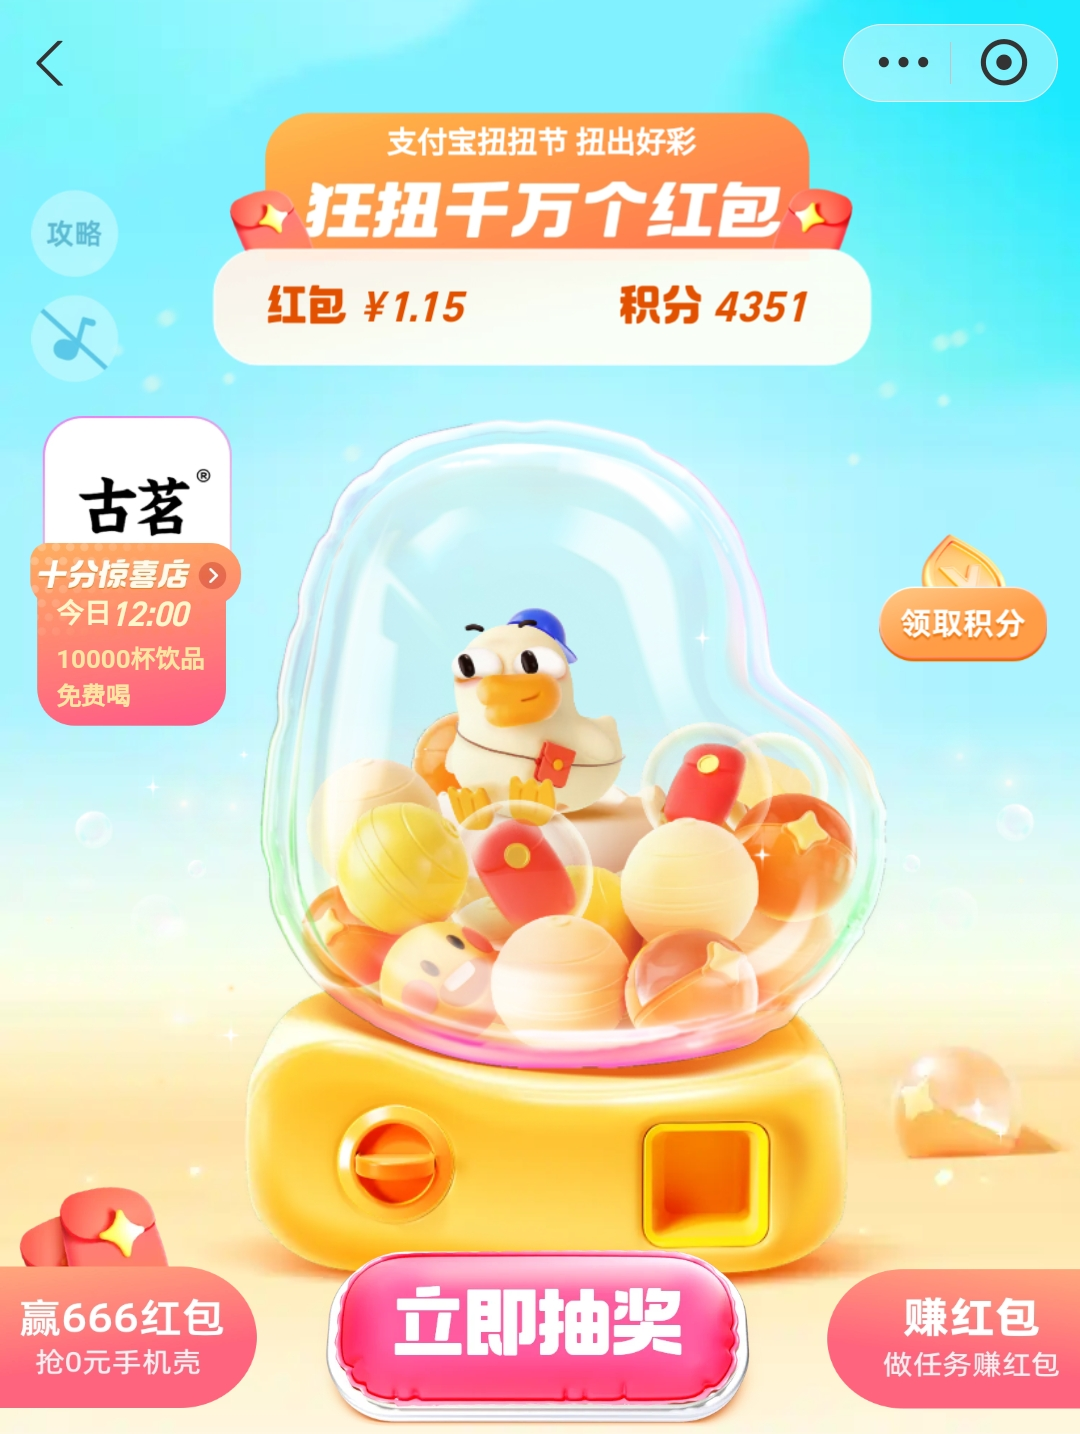 支付宝扭扭节 扭出好彩
狂扭千万个红包
攻略
红包 ¥1.15
积分 4351
古茗®
十分惊喜店
今日12:00
10000杯饮品
免费喝
领取积分
赢666红包
抢0元手机壳
立即抽奖
赚红包
做任务赚红包